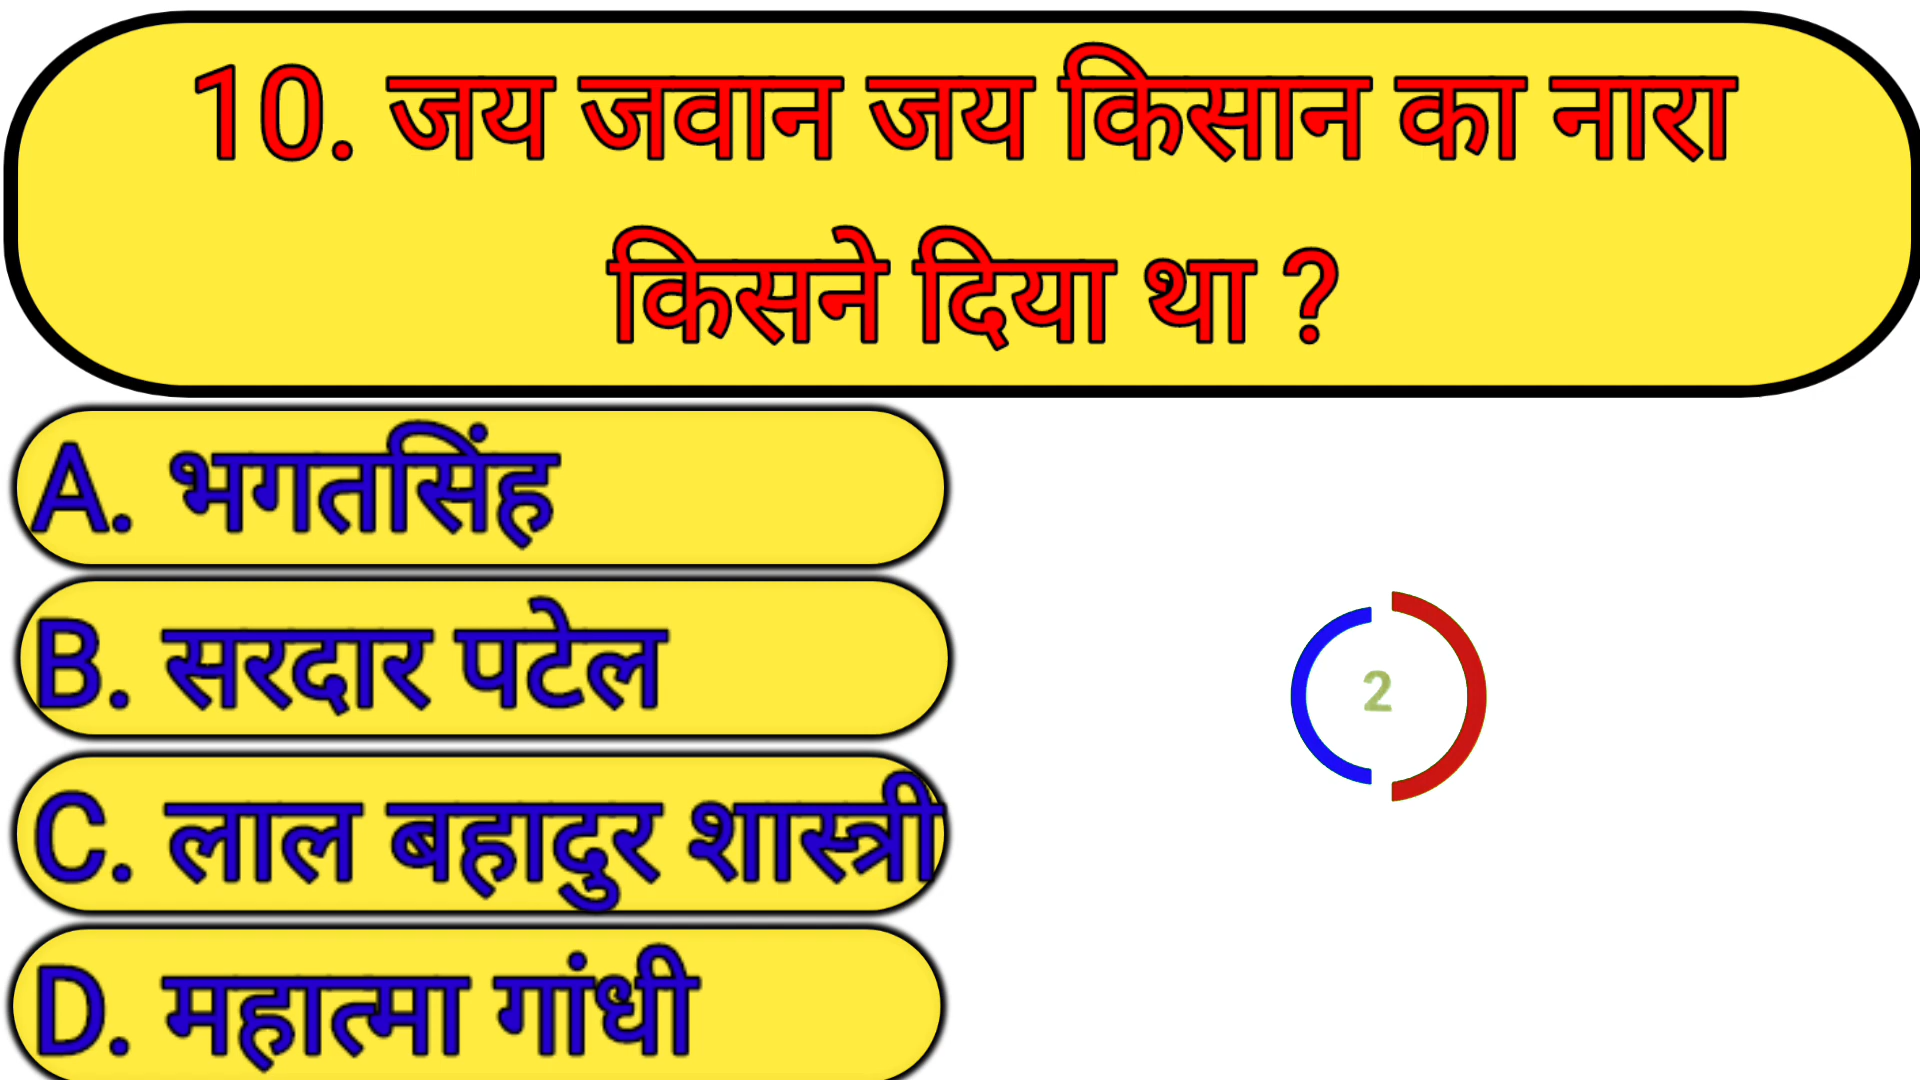 10. जय जवान जय किसान का नारा
किसने दिया था ?
A. भगतसिंह
B. सरदार पटेल
C. लाल बहादुर शास्त्री
D. महात्मा गांधी
2